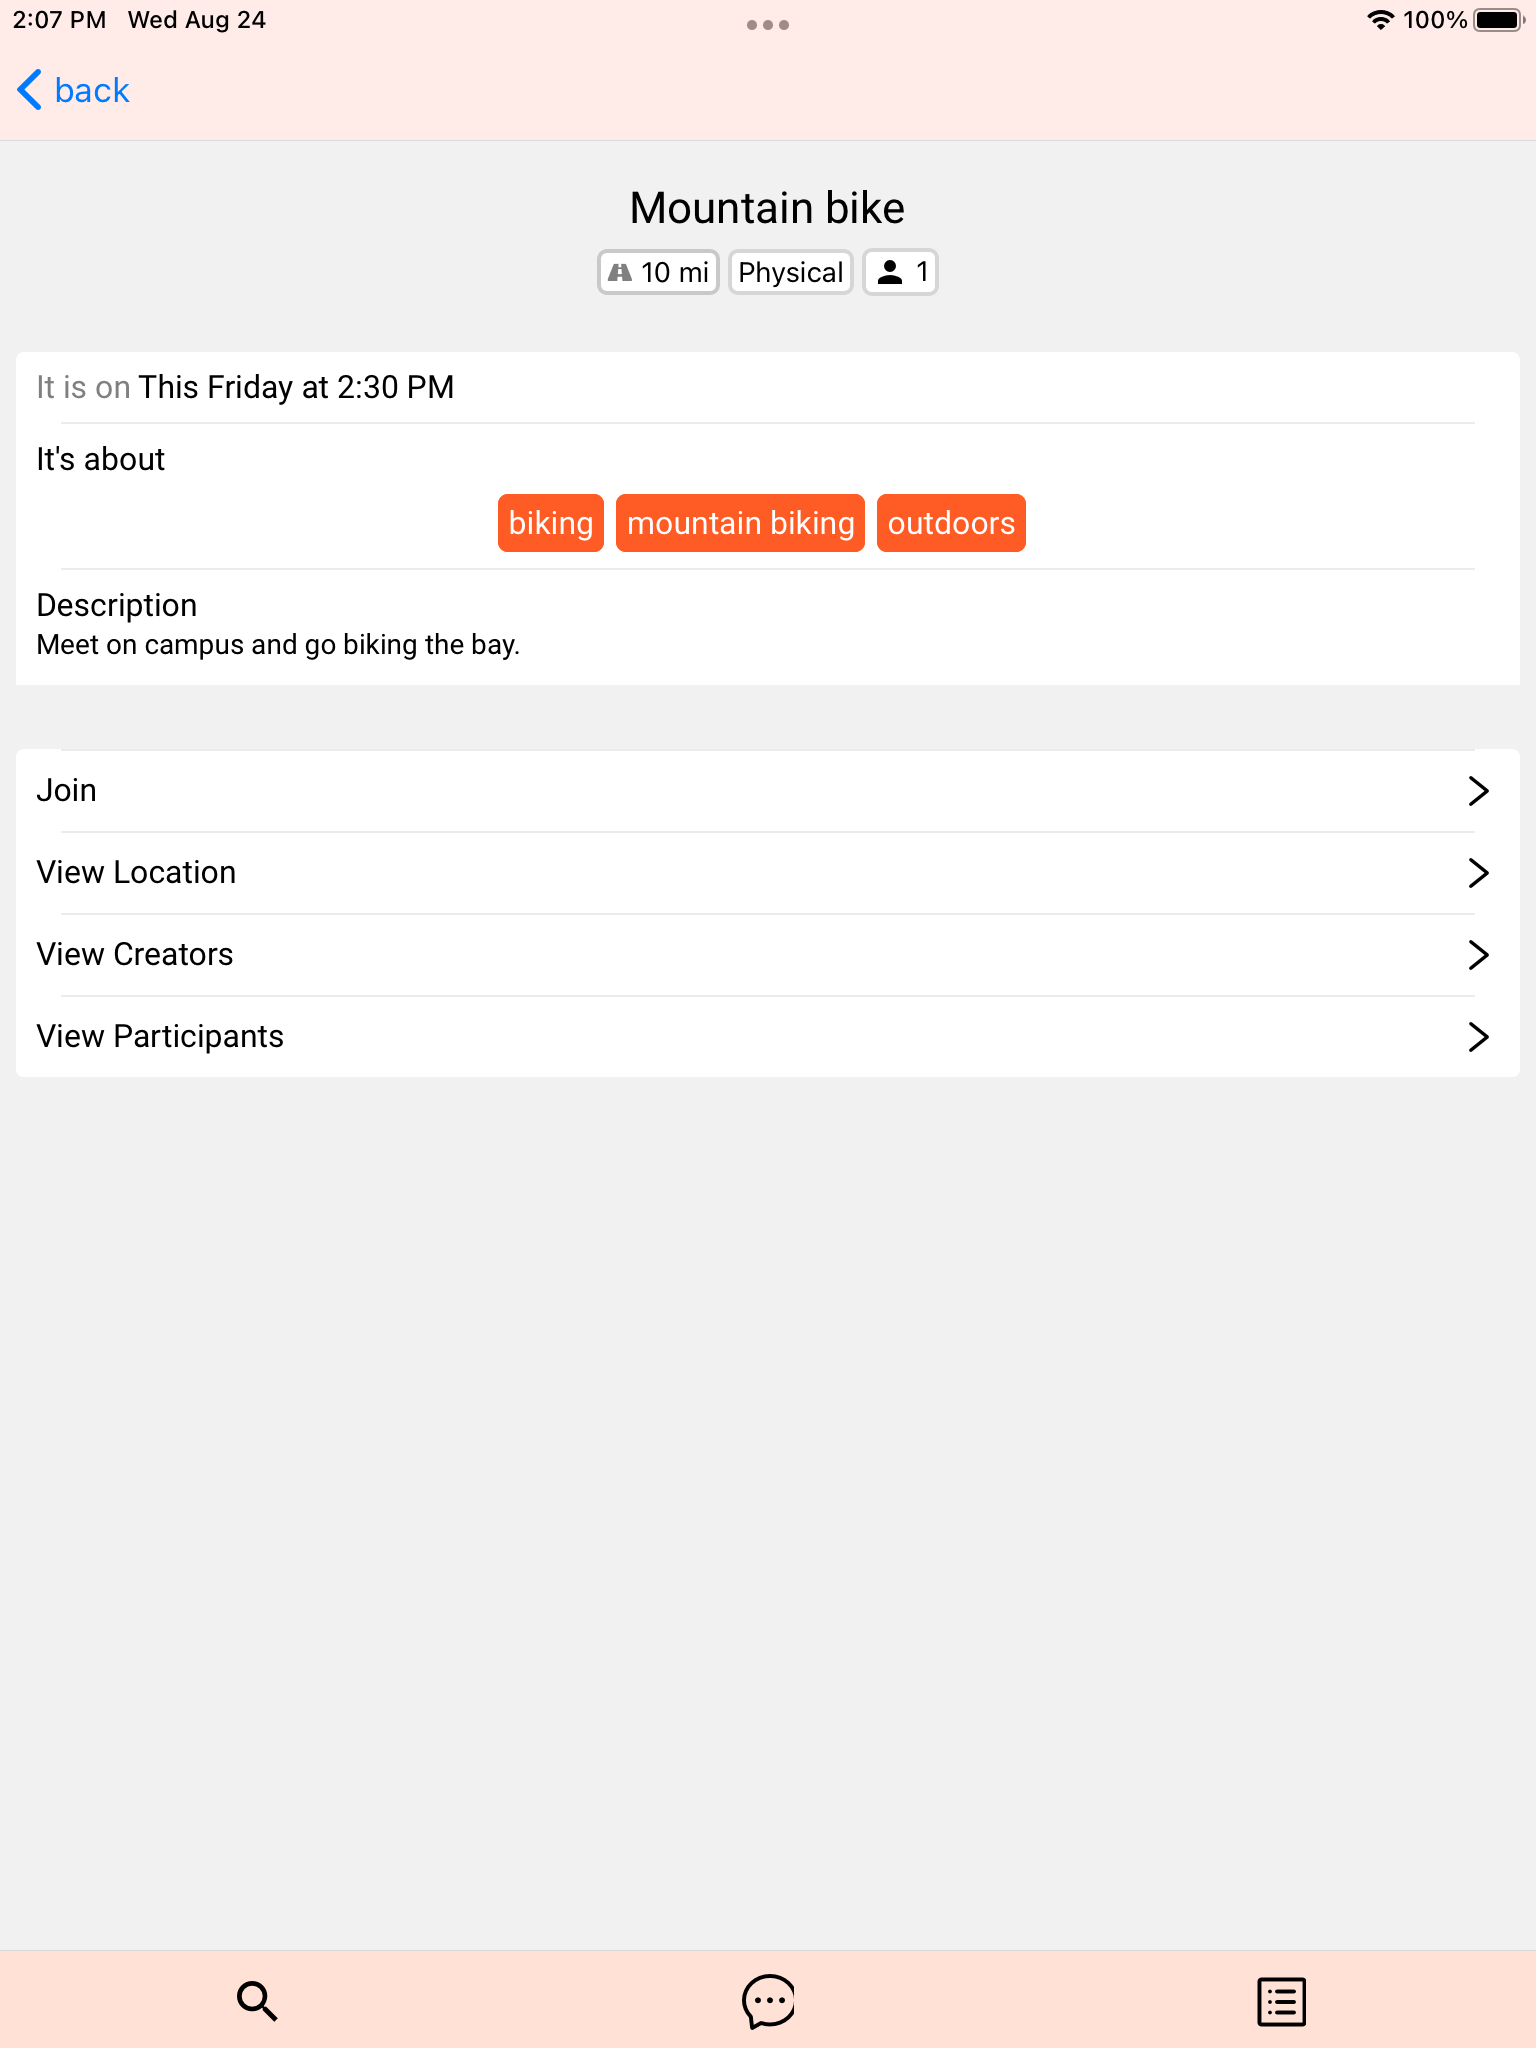 2:07 PM Wed Aug 24 100%
back
Mountain bike
10 mi Physical 1
It is on This Friday at 2:30 PM
It's about
biking mountain biking outdoors
Description
Meet on campus and go biking the bay.
Join
View Location
View Creators
View Participants